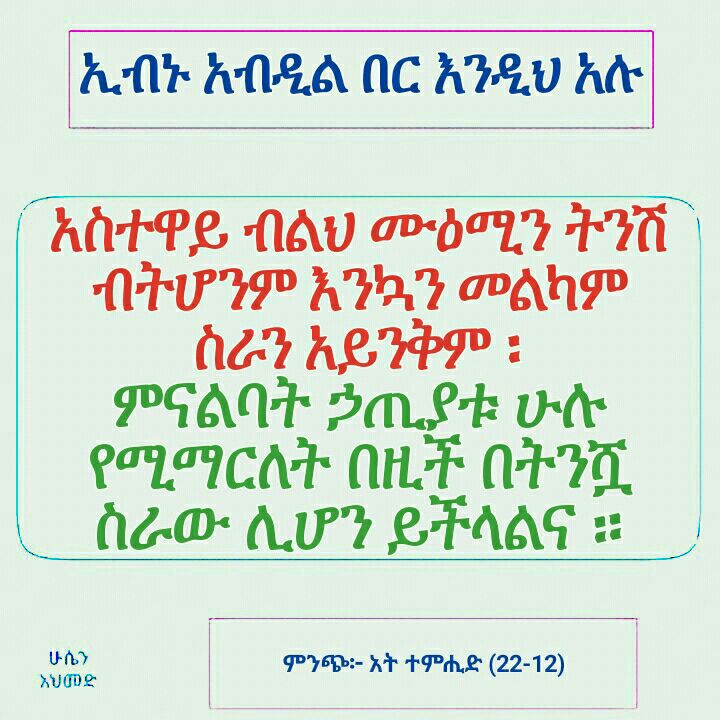 ኢብኑ አብዲል በር እንዲህ አሉ
አስተዋይ ብልህ ሙዕሚን ትንሽ
ብትሆንም እንኳን መልካም
ስራን አይንቅም ፡
ምናልባት ኃጢያቱ ሁሉ
የሚማርለት በዚች በትንሿ
ስራው ሊሆን ይችላልና ።
ምንጭ፦ አት ተምሒድ (22-12)
ሁሴን
አህመድ